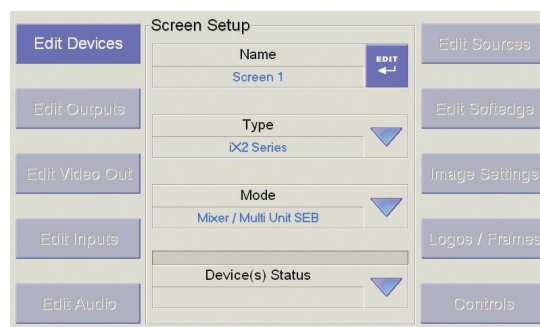 Screen Setup
Edit Devices
Edit Outputs
Edit Video Out
Edit Inputs
Edit Audio
Name
Screen 1
EDIT
Type
iX2 Series
Mode
Mixer / Multi Unit SEB
Device(s) Status
Edit Sources
Edit Softedge
Image Settings
Logos / Frames
Controls